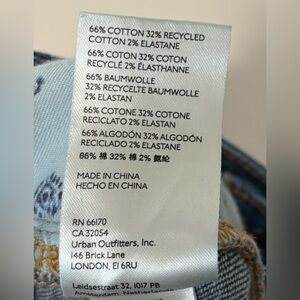 66% COTTON 32% RECYCLED
COTTON 2% ELASTANE
66% COTON 32% COTON
RECYCLÉ 2% ÉLASTHANNE
66% BAUMWOLLE
32% RECYCELTE BAUMWOLLE
2% ELASTAN
66% COTONE 32% COTONE
RICICLATO 2% ELASTAN
66% ALGODÓN 32% ALGODÓN
RECICLADO 2% ELASTANE
66% 棉 32% 棉 2% 氨纶
MADE IN CHINA
HECHO EN CHINA
RN 66170
CA 32054
Urban Outfitters, Inc.
146 Brick Lane
LONDON, E1 6RU
Leidsestraat 32, 1017 PB
Amsterdam, Netherlands